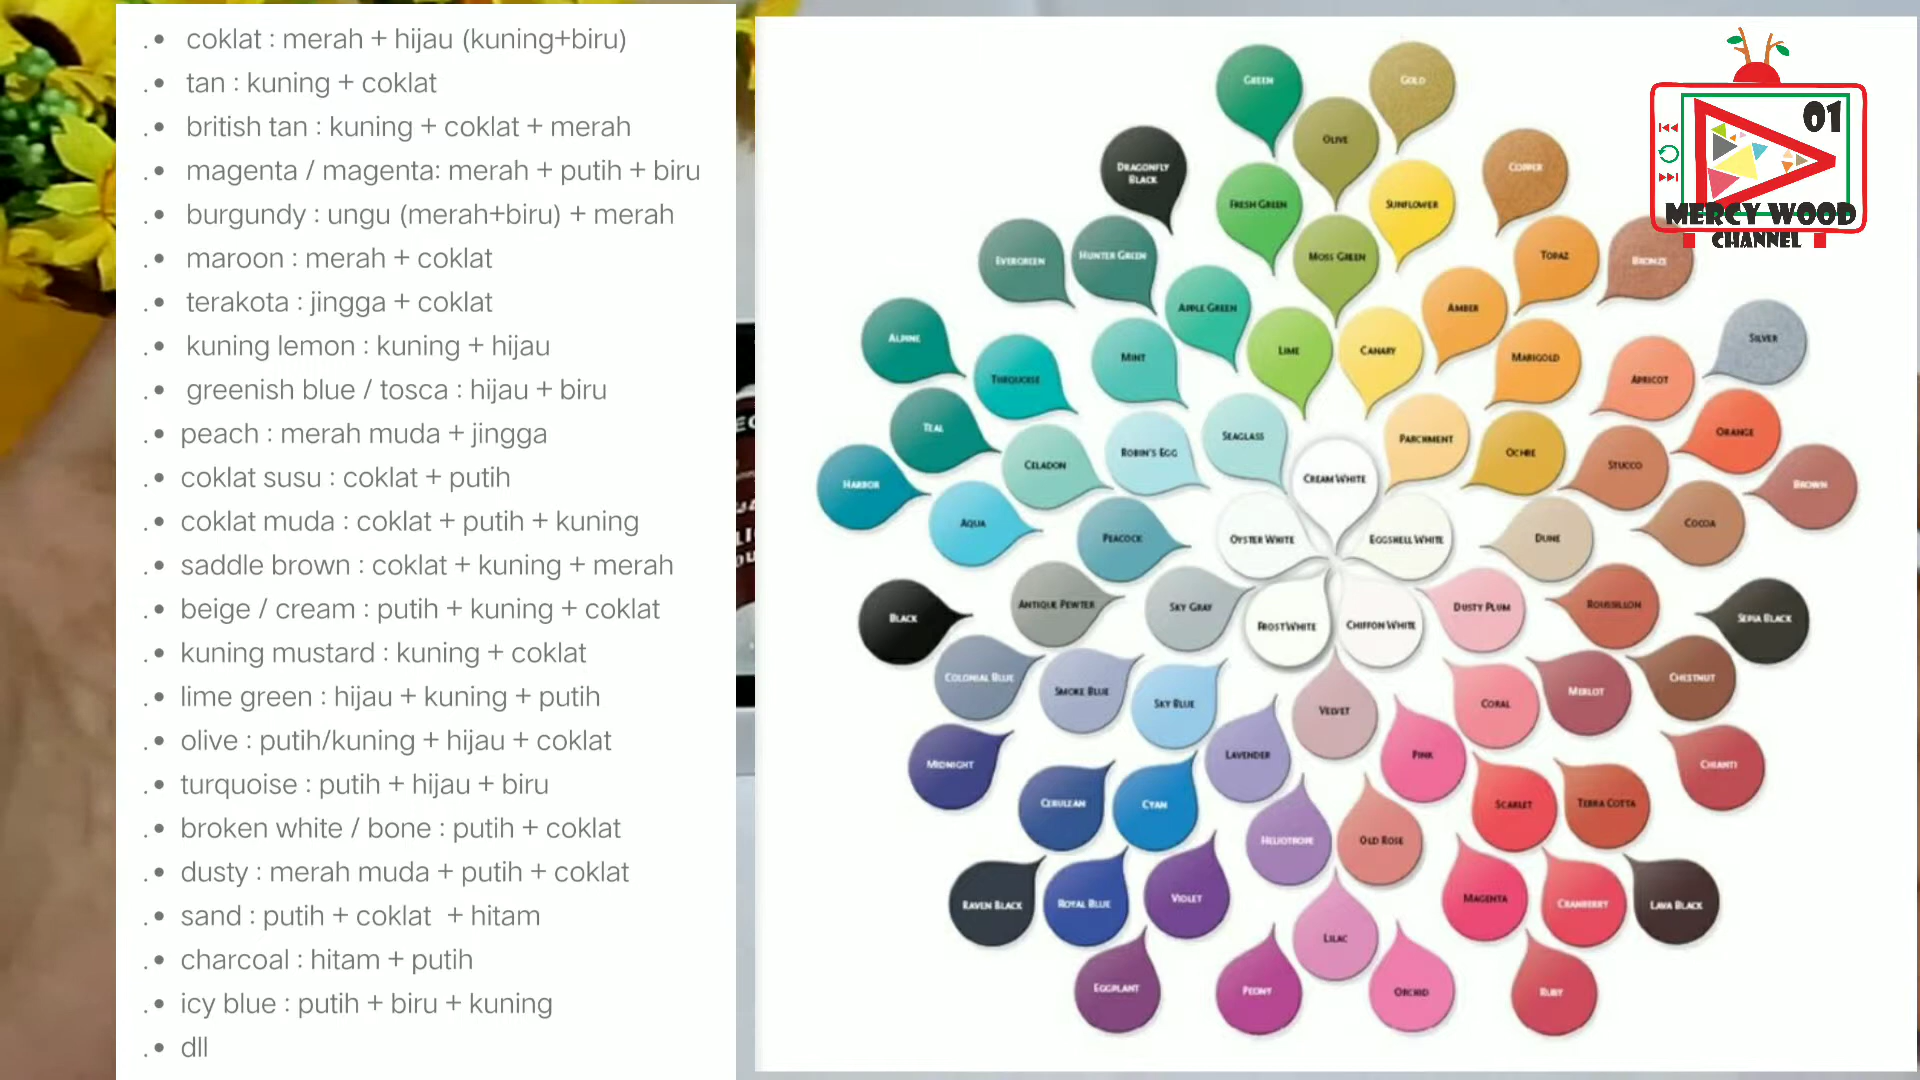 . • coklat : merah + hijau (kuning+biru)
. • tan : kuning + coklat
. • british tan : kuning + coklat + merah
. • magenta / magenta: merah + putih + biru
. • burgundy : ungu (merah+biru) + merah
. • maroon : merah + coklat
. • terakota : jingga + coklat
. • kuning lemon : kuning + hijau
. • greenish blue / tosca : hijau + biru
. • peach : merah muda + jingga
. • coklat susu : coklat + putih
. • coklat muda : coklat + putih + kuning
. • saddle brown : coklat + kuning + merah
. • beige / cream : putih + kuning + coklat
. • kuning mustard : kuning + coklat
. • lime green : hijau + kuning + putih
. • olive : putih/kuning + hijau + coklat
. • turquoise : putih + hijau + biru
. • broken white / bone : putih + coklat
. • dusty : merah muda + putih + coklat
. • sand : putih + coklat + hitam
. • charcoal : hitam + putih
. • icy blue : putih + biru + kuning
. • dll
GREEN
GOLD
OLIVE
DRAGONFLY
BLACK
COPPER
FRESH GREEN
SUNFLOWER
EVERGREEN
HUNTER GREEN
MOSS GREEN
TOPAZ
BRONZE
APPLE GREEN
AMBER
ALPINE
MINT
LIME
CANARY
MARIGOLD
SILVER
TURQUOISE
APRICOT
TEAL
CELADON
ROBIN'S EGG
SEAGLASS
PARCHMENT
OCHRE
STUCCO
ORANGE
HARBOR
AQUA
PEACOCK
CREAM WHITE
OYSTER WHITE
EGGSHELL WHITE
DUNE
COCOA
BROWN
BLACK
ANTIQUE PEWTER
SKY GRAY
FROST WHITE
CHIFFON WHITE
DUSTY PLUM
ROUSSILLON
SEPIA BLACK
COLONIAL BLUE
SMOKE BLUE
SKY BLUE
VELVET
CORAL
MERLOT
CHESTNUT
MIDNIGHT
CERULEAN
CYAN
LAVENDER
PINK
SCARLET
TERRA COTTA
CHIANTI
HELIOTROPE
OLD ROSE
RAVEN BLACK
ROYAL BLUE
VIOLET
LILAC
MAGENTA
CRANBERRY
LAVA BLACK
EGGPLANT
PEONY
ORCHID
RUBY
01
MERCY WOOD
CHANNEL